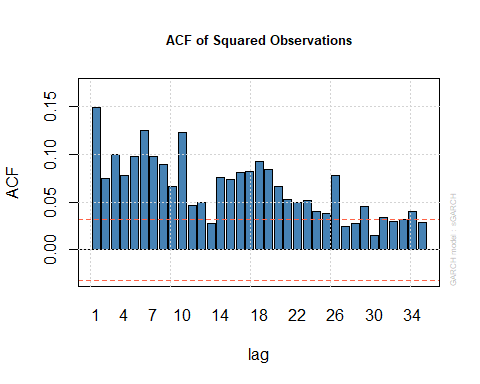 ACF of Squared Observations
ACF
0.15
0.10
0.05
0.00
1 4 7 10 14 18 22 26 30 34
lag
GARCH model : sGARCH